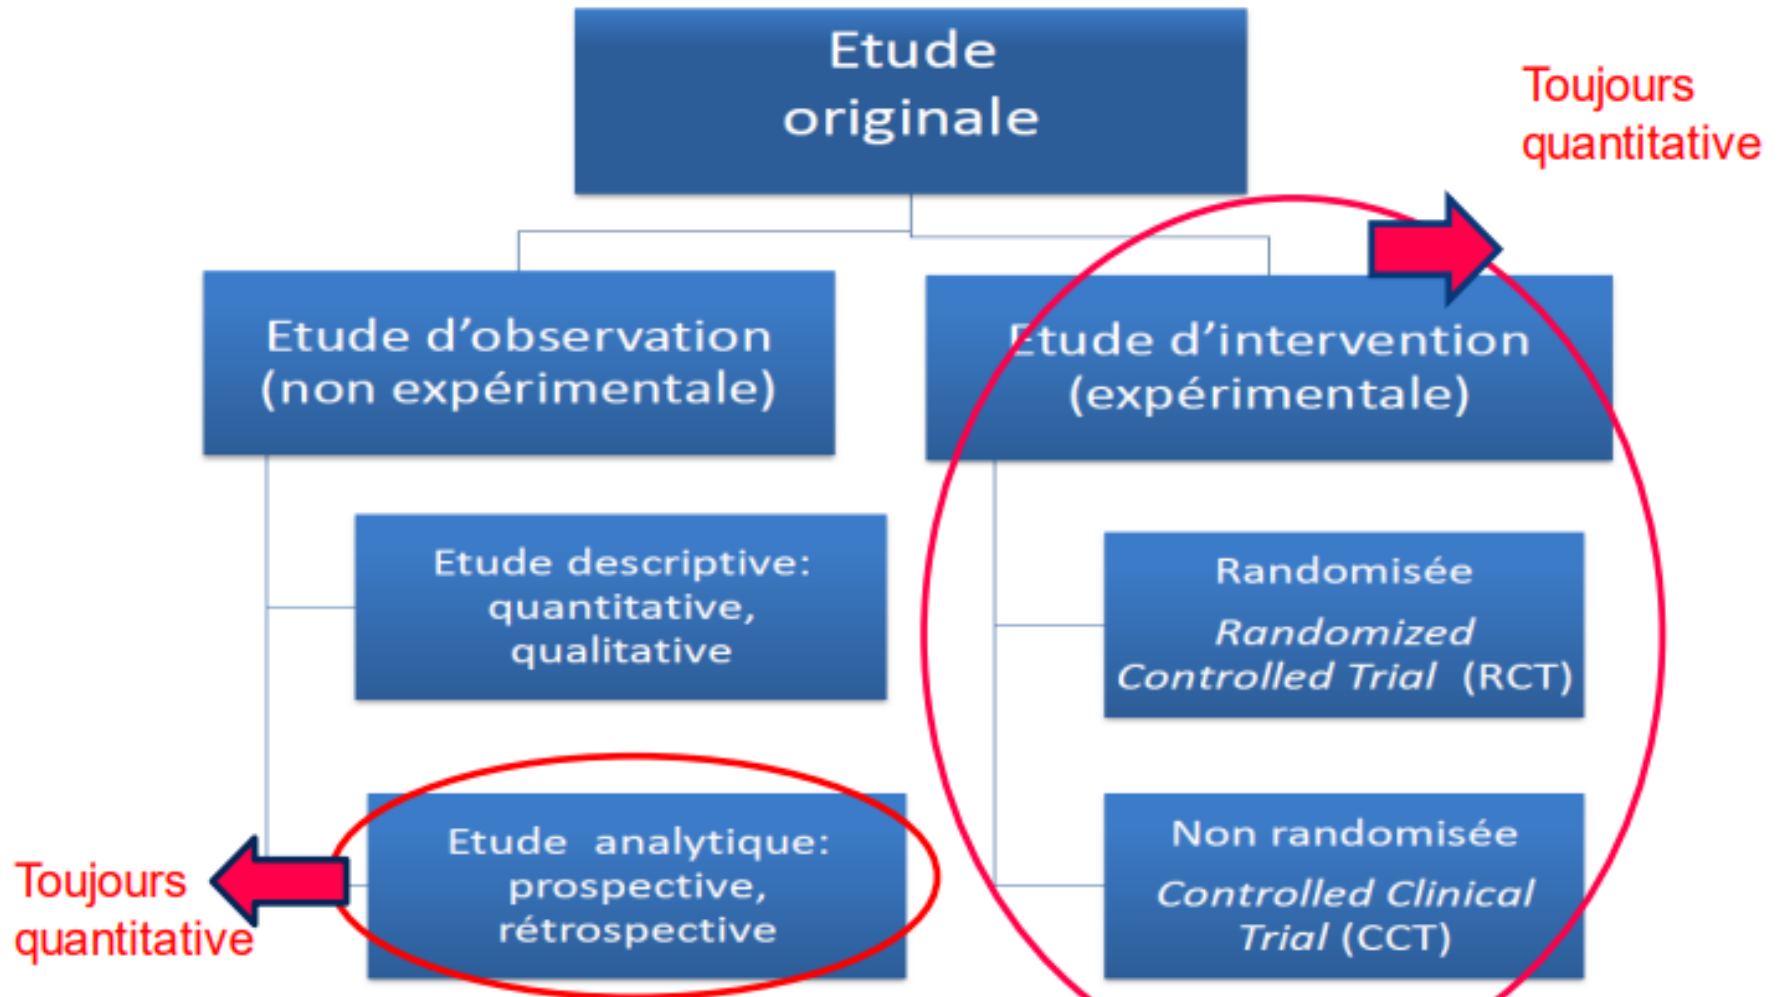 Etude
originale
Toujours
quantitative
Etude d’observation
(non expérimentale)
Etude d’intervention
(expérimentale)
Etude descriptive:
quantitative,
qualitative
Randomisée
Randomized
Controlled Trial (RCT)
Etude analytique:
prospective,
rétrospective
Toujours
quantitative
Non randomisée
Controlled Clinical
Trial (CCT)